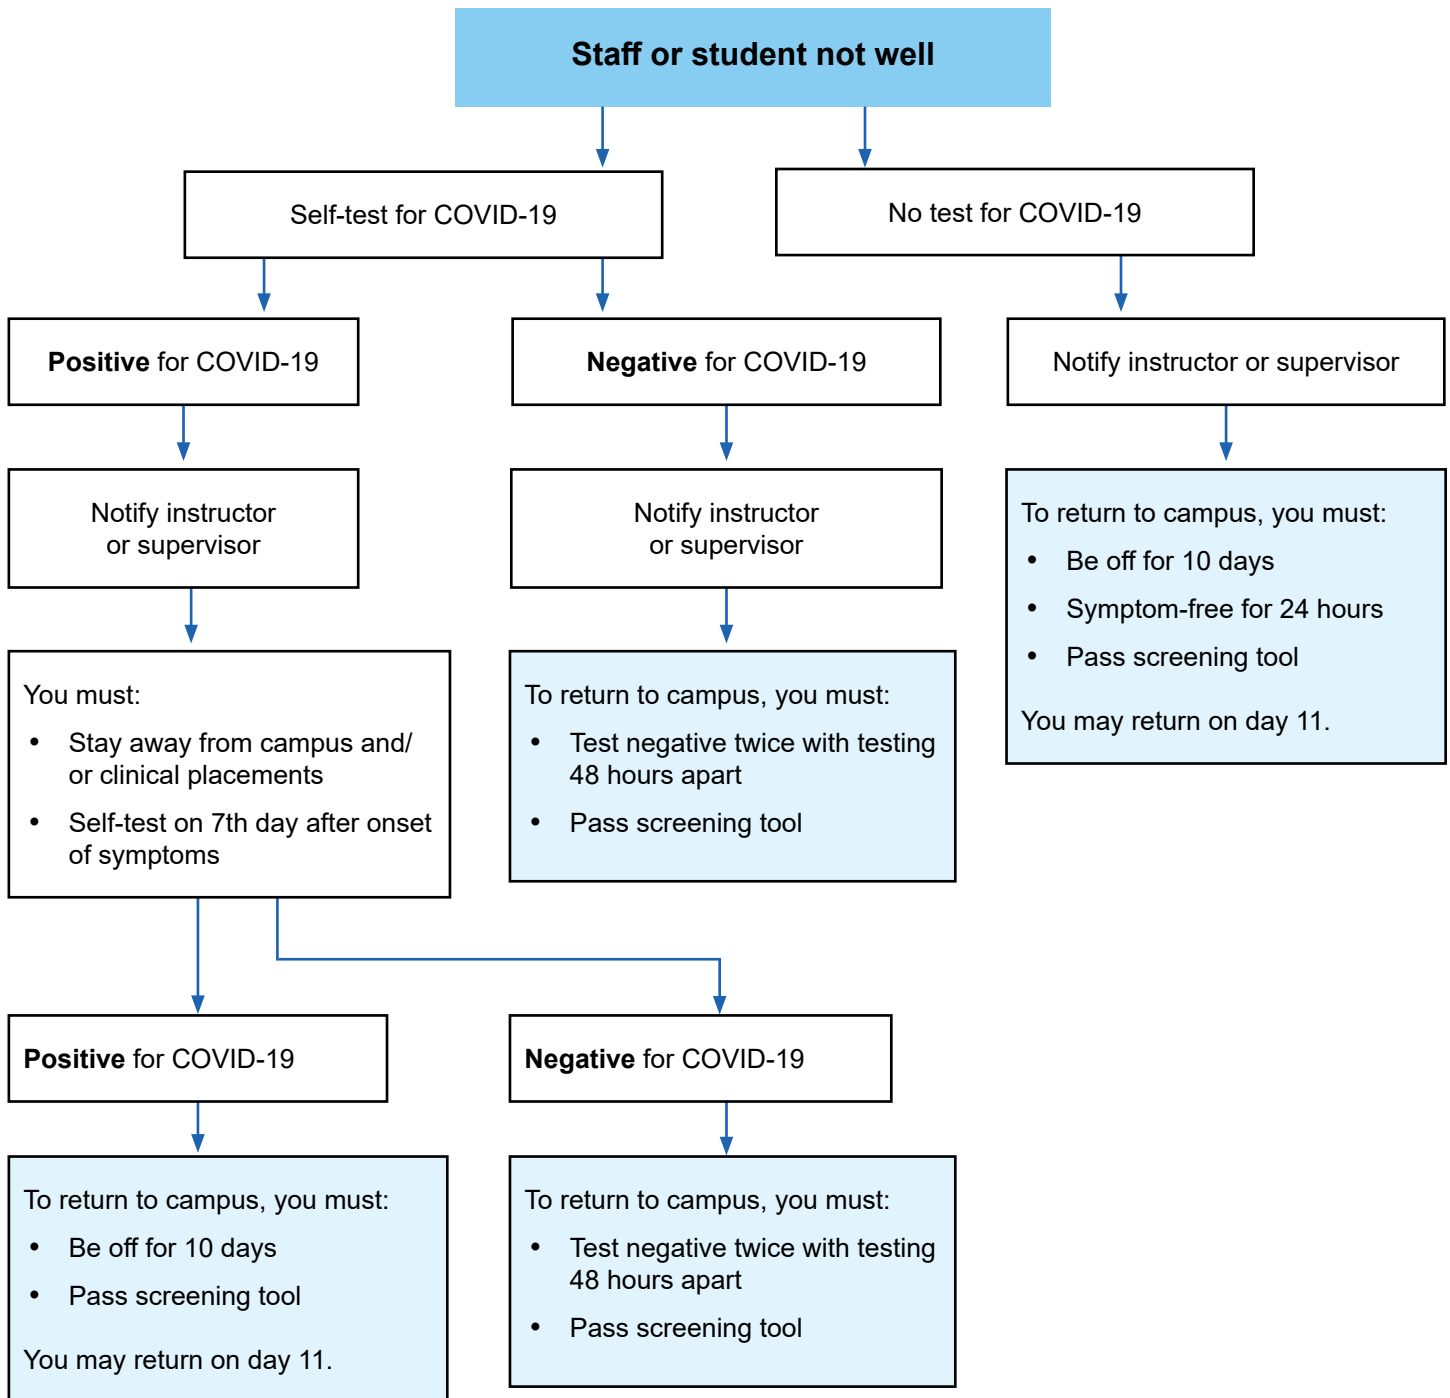 Staff or student not well
Self-test for COVID-19
No test for COVID-19
Positive for COVID-19
Negative for COVID-19
Notify instructor or supervisor
Notify instructor
or supervisor
Notify instructor
or supervisor
To return to campus, you must:
• Be off for 10 days
• Symptom-free for 24 hours
• Pass screening tool
You may return on day 11.
You must:
• Stay away from campus and/
or clinical placements
• Self-test on 7th day after onset
of symptoms
To return to campus, you must:
• Test negative twice with testing
48 hours apart
• Pass screening tool
Positive for COVID-19
Negative for COVID-19
To return to campus, you must:
• Be off for 10 days
• Pass screening tool
You may return on day 11.
To return to campus, you must:
• Test negative twice with testing
48 hours apart
• Pass screening tool